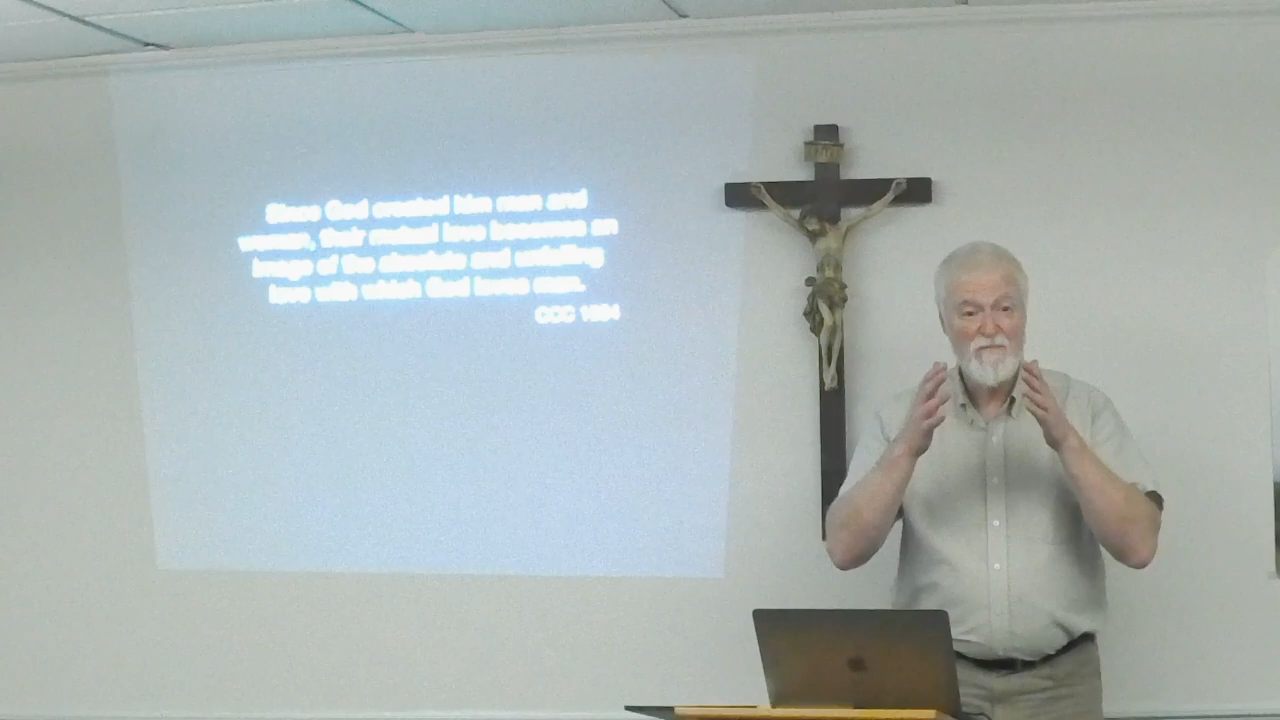 Since God created him man and
woman, their mutual love becomes an
image of the absolute and unfailing
love with which God loves man.
CCC 1604